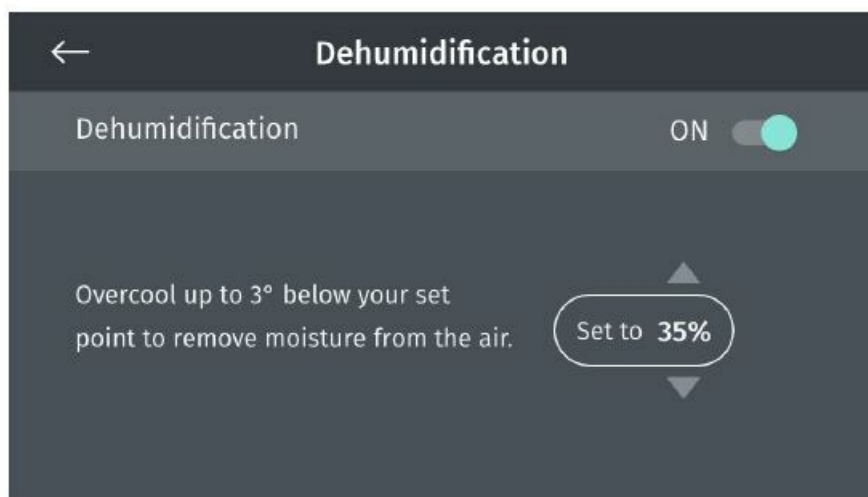 Dehumidification
Dehumidification ON
Overcool up to 3° below your set
point to remove moisture from the air.
Set to 35%